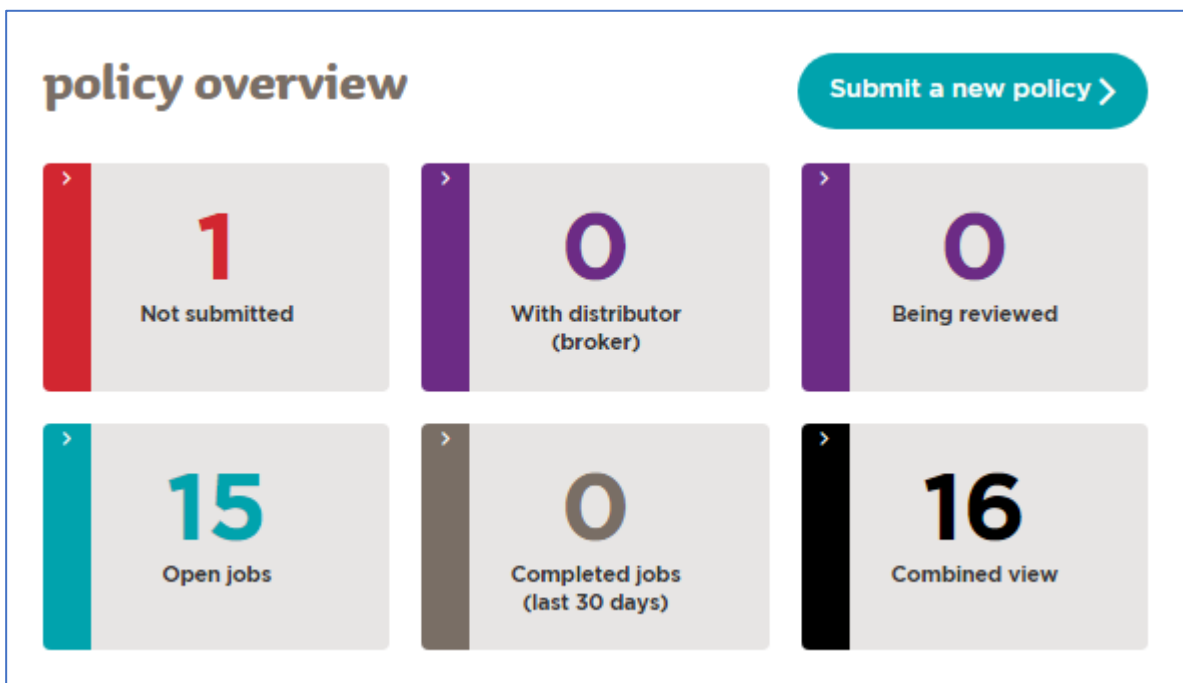 policy overview
Submit a new policy
1
Not submitted
0
With distributor
(broker)
0
Being reviewed
15
Open jobs
0
Completed jobs
(last 30 days)
16
Combined view